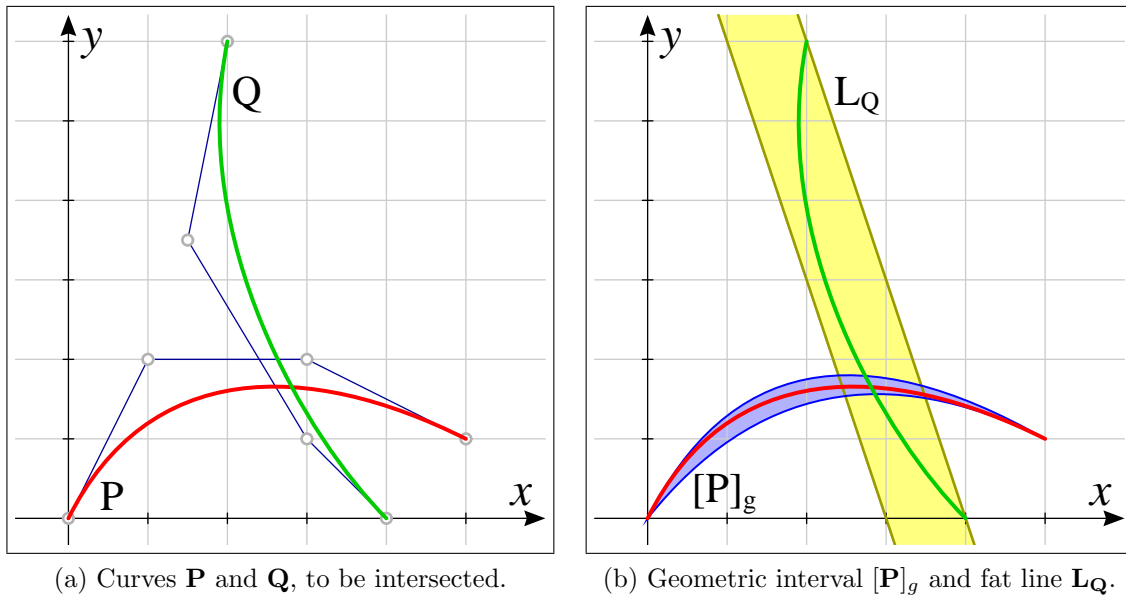 y
Q
P
x
(a) Curves P and Q, to be intersected.
y
L_Q
[P]_g
x
(b) Geometric interval [P]_g and fat line L_Q.